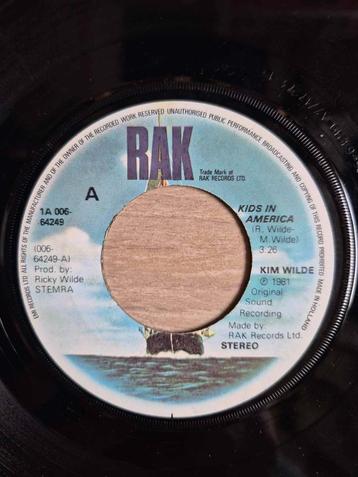 EMI RECORDS LTD ALL RIGHTS OF THE MANUFACTURER AND OF THE OWNER OF THE RECORDED WORK RESERVED UNAUTHORISED PUBLIC PERFORMANCE BROADCASTING AND COPYING OF THIS RECORD PROHIBITED MADE IN HOLLAND
RAK
Trade Mark of
RAK RECORDS LTD.
A
1A 006-
64249
(006-
64249-A)
Prod. by:
Ricky Wilde
STEMRA
KIDS IN
AMERICA
(R. Wilde-
M. Wilde)
3.26
KIM WILDE
℗ 1981
Original
Sound
Recording
Made by
RAK Records Ltd.
STEREO